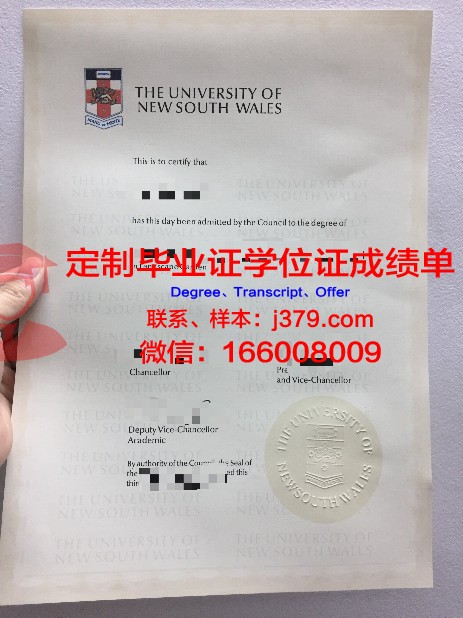 THE UNIVERSITY OF
NEW SOUTH WALES
This is to certify that
has this day been admitted by the Council to the degree of
定制毕业证学位证成绩单
Degree、Transcript、Offer
联系、样本：j379.com
微信：166008009
Chancellor
and Vice-Chancellor
Deputy Vice-Chancellor
Academic
By authority of the Council, the Seal of
the
this
THE UNIVERSITY OF
NEW SOUTH WALES